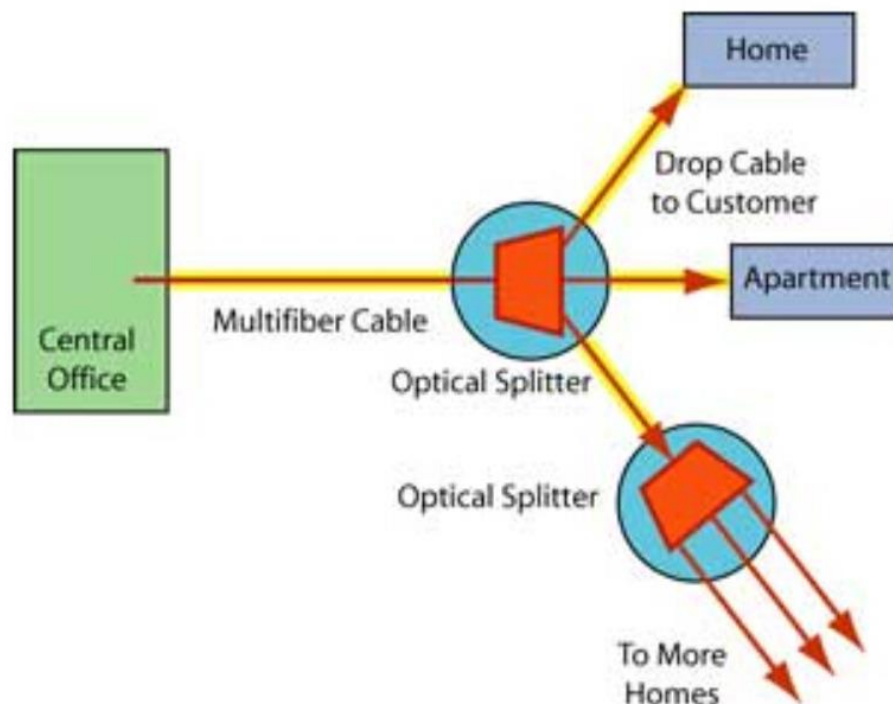 Home
Drop Cable
to Customer
Apartment
Multifiber Cable
Central
Office
Optical Splitter
Optical Splitter
To More
Homes